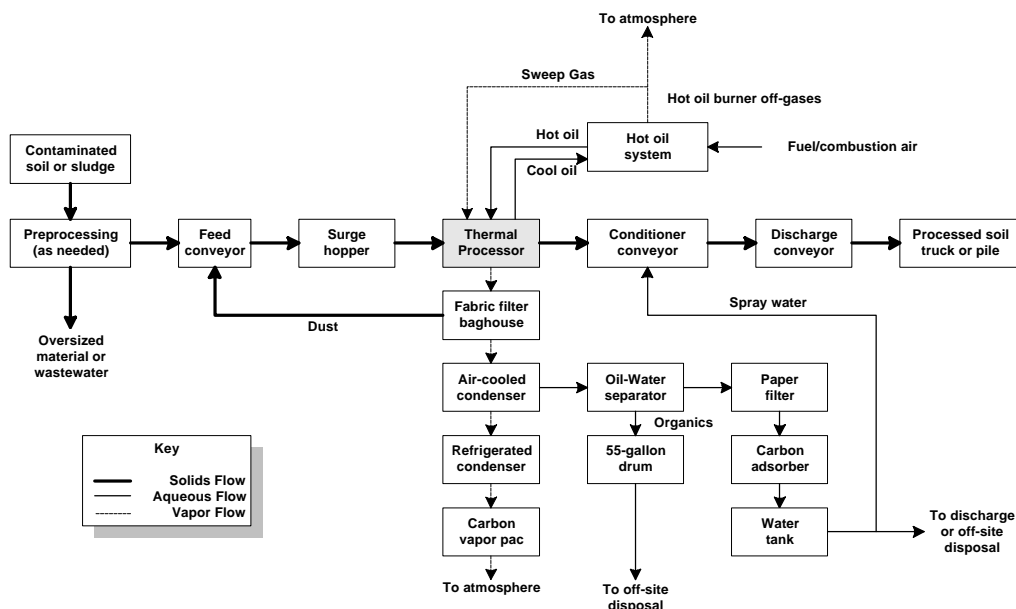 To atmosphere
Sweep Gas
Hot oil burner off-gases
Contaminated
soil or sludge
Hot oil
Hot oil
system
Fuel/combustion air
Cool oil
Preprocessing
(as needed)
Feed
conveyor
Surge
hopper
Thermal
Processor
Conditioner
conveyor
Discharge
conveyor
Processed soil
truck or pile
Dust
Fabric filter
baghouse
Spray water
Oversized
material or
wastewater
Air-cooled
condenser
Oil-Water
separator
Paper
filter
Organics
Key
Solids Flow
Aqueous Flow
Vapor Flow
Refrigerated
condenser
55-gallon
drum
Carbon
adsorber
Carbon
vapor pac
Water
tank
To discharge
or off-site
disposal
To atmosphere
To off-site
disposal